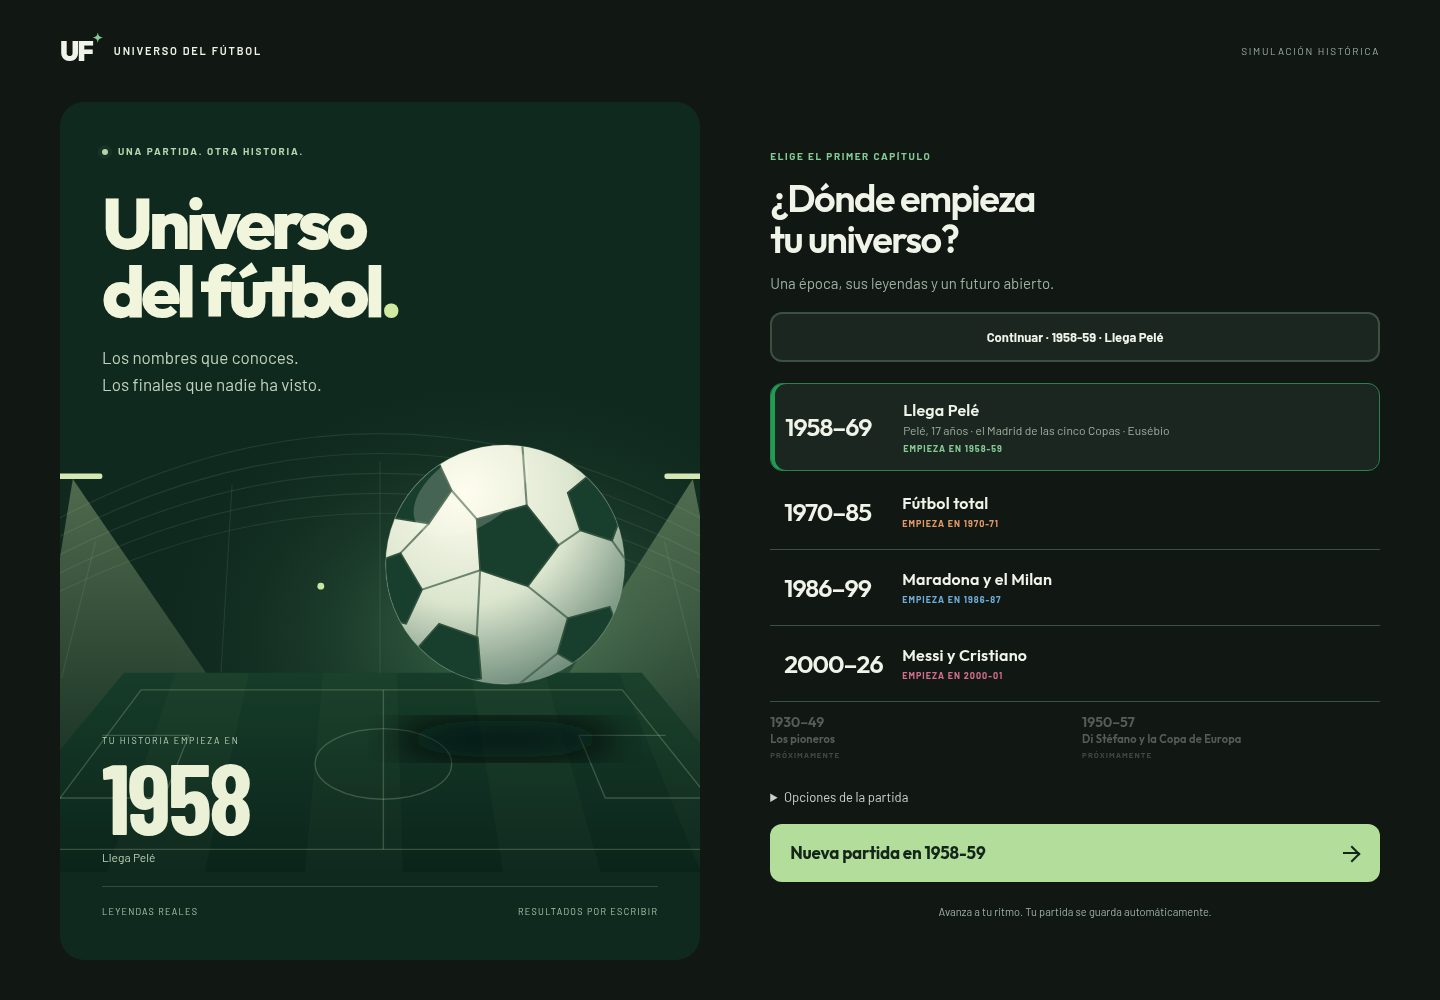 UF UNIVERSO DEL FÚTBOL
SIMULACIÓN HISTÓRICA
UNA PARTIDA. OTRA HISTORIA.
Universo
del fútbol.
Los nombres que conoces.
Los finales que nadie ha visto.
TU HISTORIA EMPIEZA EN
1958
Llega Pelé
LEYENDAS REALES
RESULTADOS POR ESCRIBIR
ELIGE EL PRIMER CAPÍTULO
¿Dónde empieza
tu universo?
Una época, sus leyendas y un futuro abierto.
Continuar · 1958-59 · Llega Pelé
1958–69
Llega Pelé
Pelé, 17 años · el Madrid de las cinco Copas · Eusébio
EMPIEZA EN 1958-59
1970–85
Fútbol total
EMPIEZA EN 1970-71
1986–99
Maradona y el Milan
EMPIEZA EN 1986-87
2000–26
Messi y Cristiano
EMPIEZA EN 2000-01
1930–49
Los pioneros
PRÓXIMAMENTE
1950–57
Di Stéfano y la Copa de Europa
PRÓXIMAMENTE
Opciones de la partida
Nueva partida en 1958-59
Avanza a tu ritmo. Tu partida se guarda automáticamente.